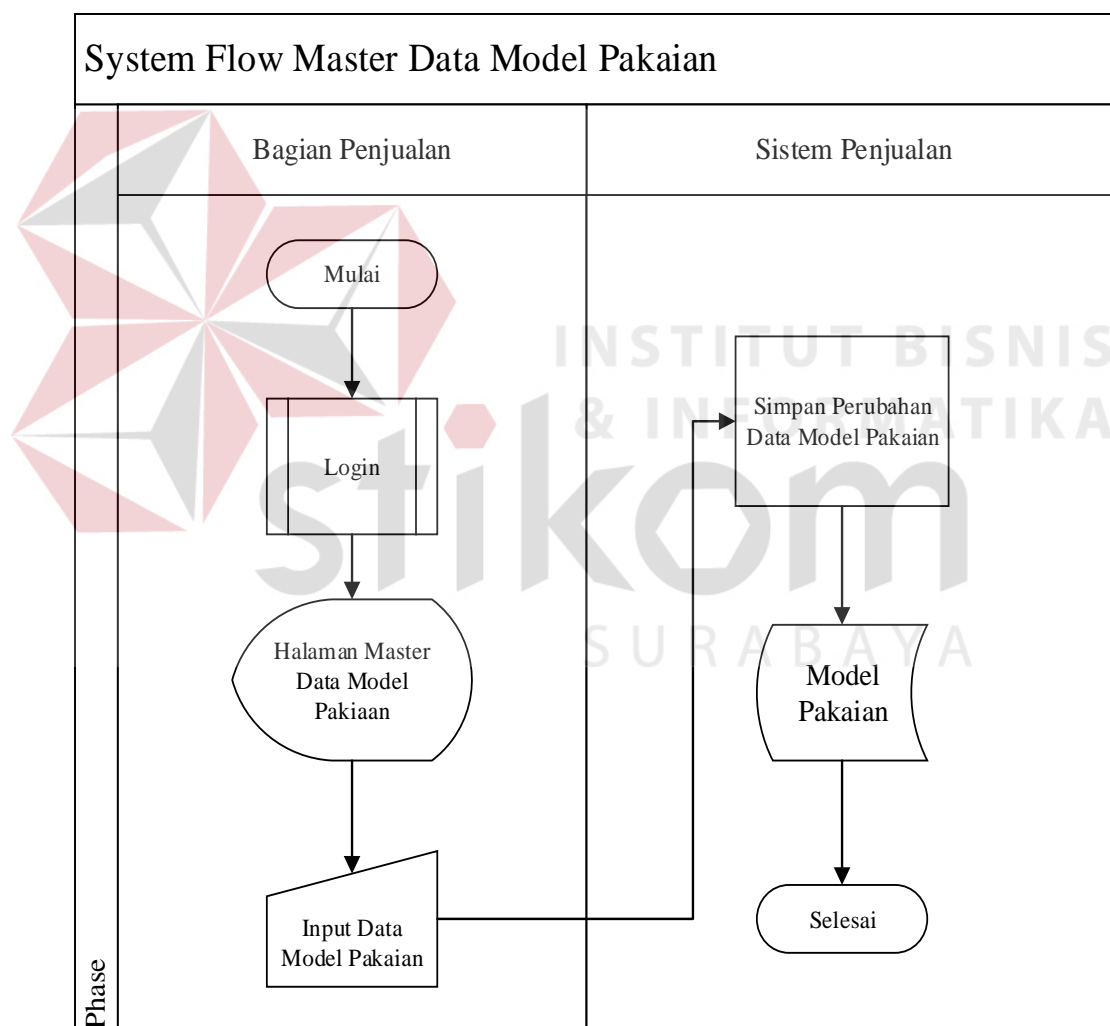 System Flow Master Data Model Pakaian
Bagian Penjualan
Sistem Penjualan
Mulai
Login
Halaman Master
Data Model
Pakiaan
Input Data
Model Pakaian
Simpan Perubahan
Data Model Pakaian
Model
Pakaian
Selesai
Phase
INSTITUT BISNIS
& INFORMATIKA
stikom
SURABAYA